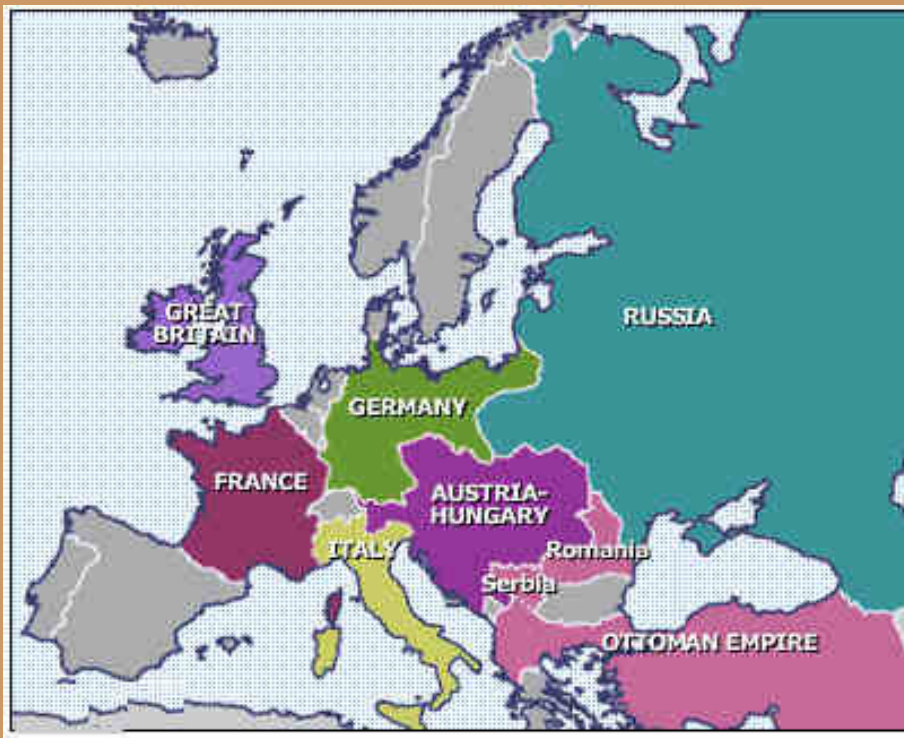 GREAT
BRITAIN
RUSSIA
GERMANY
FRANCE
AUSTRIA-
HUNGARY
ITALY
Romania
Serbia
OTTOMAN EMPIRE